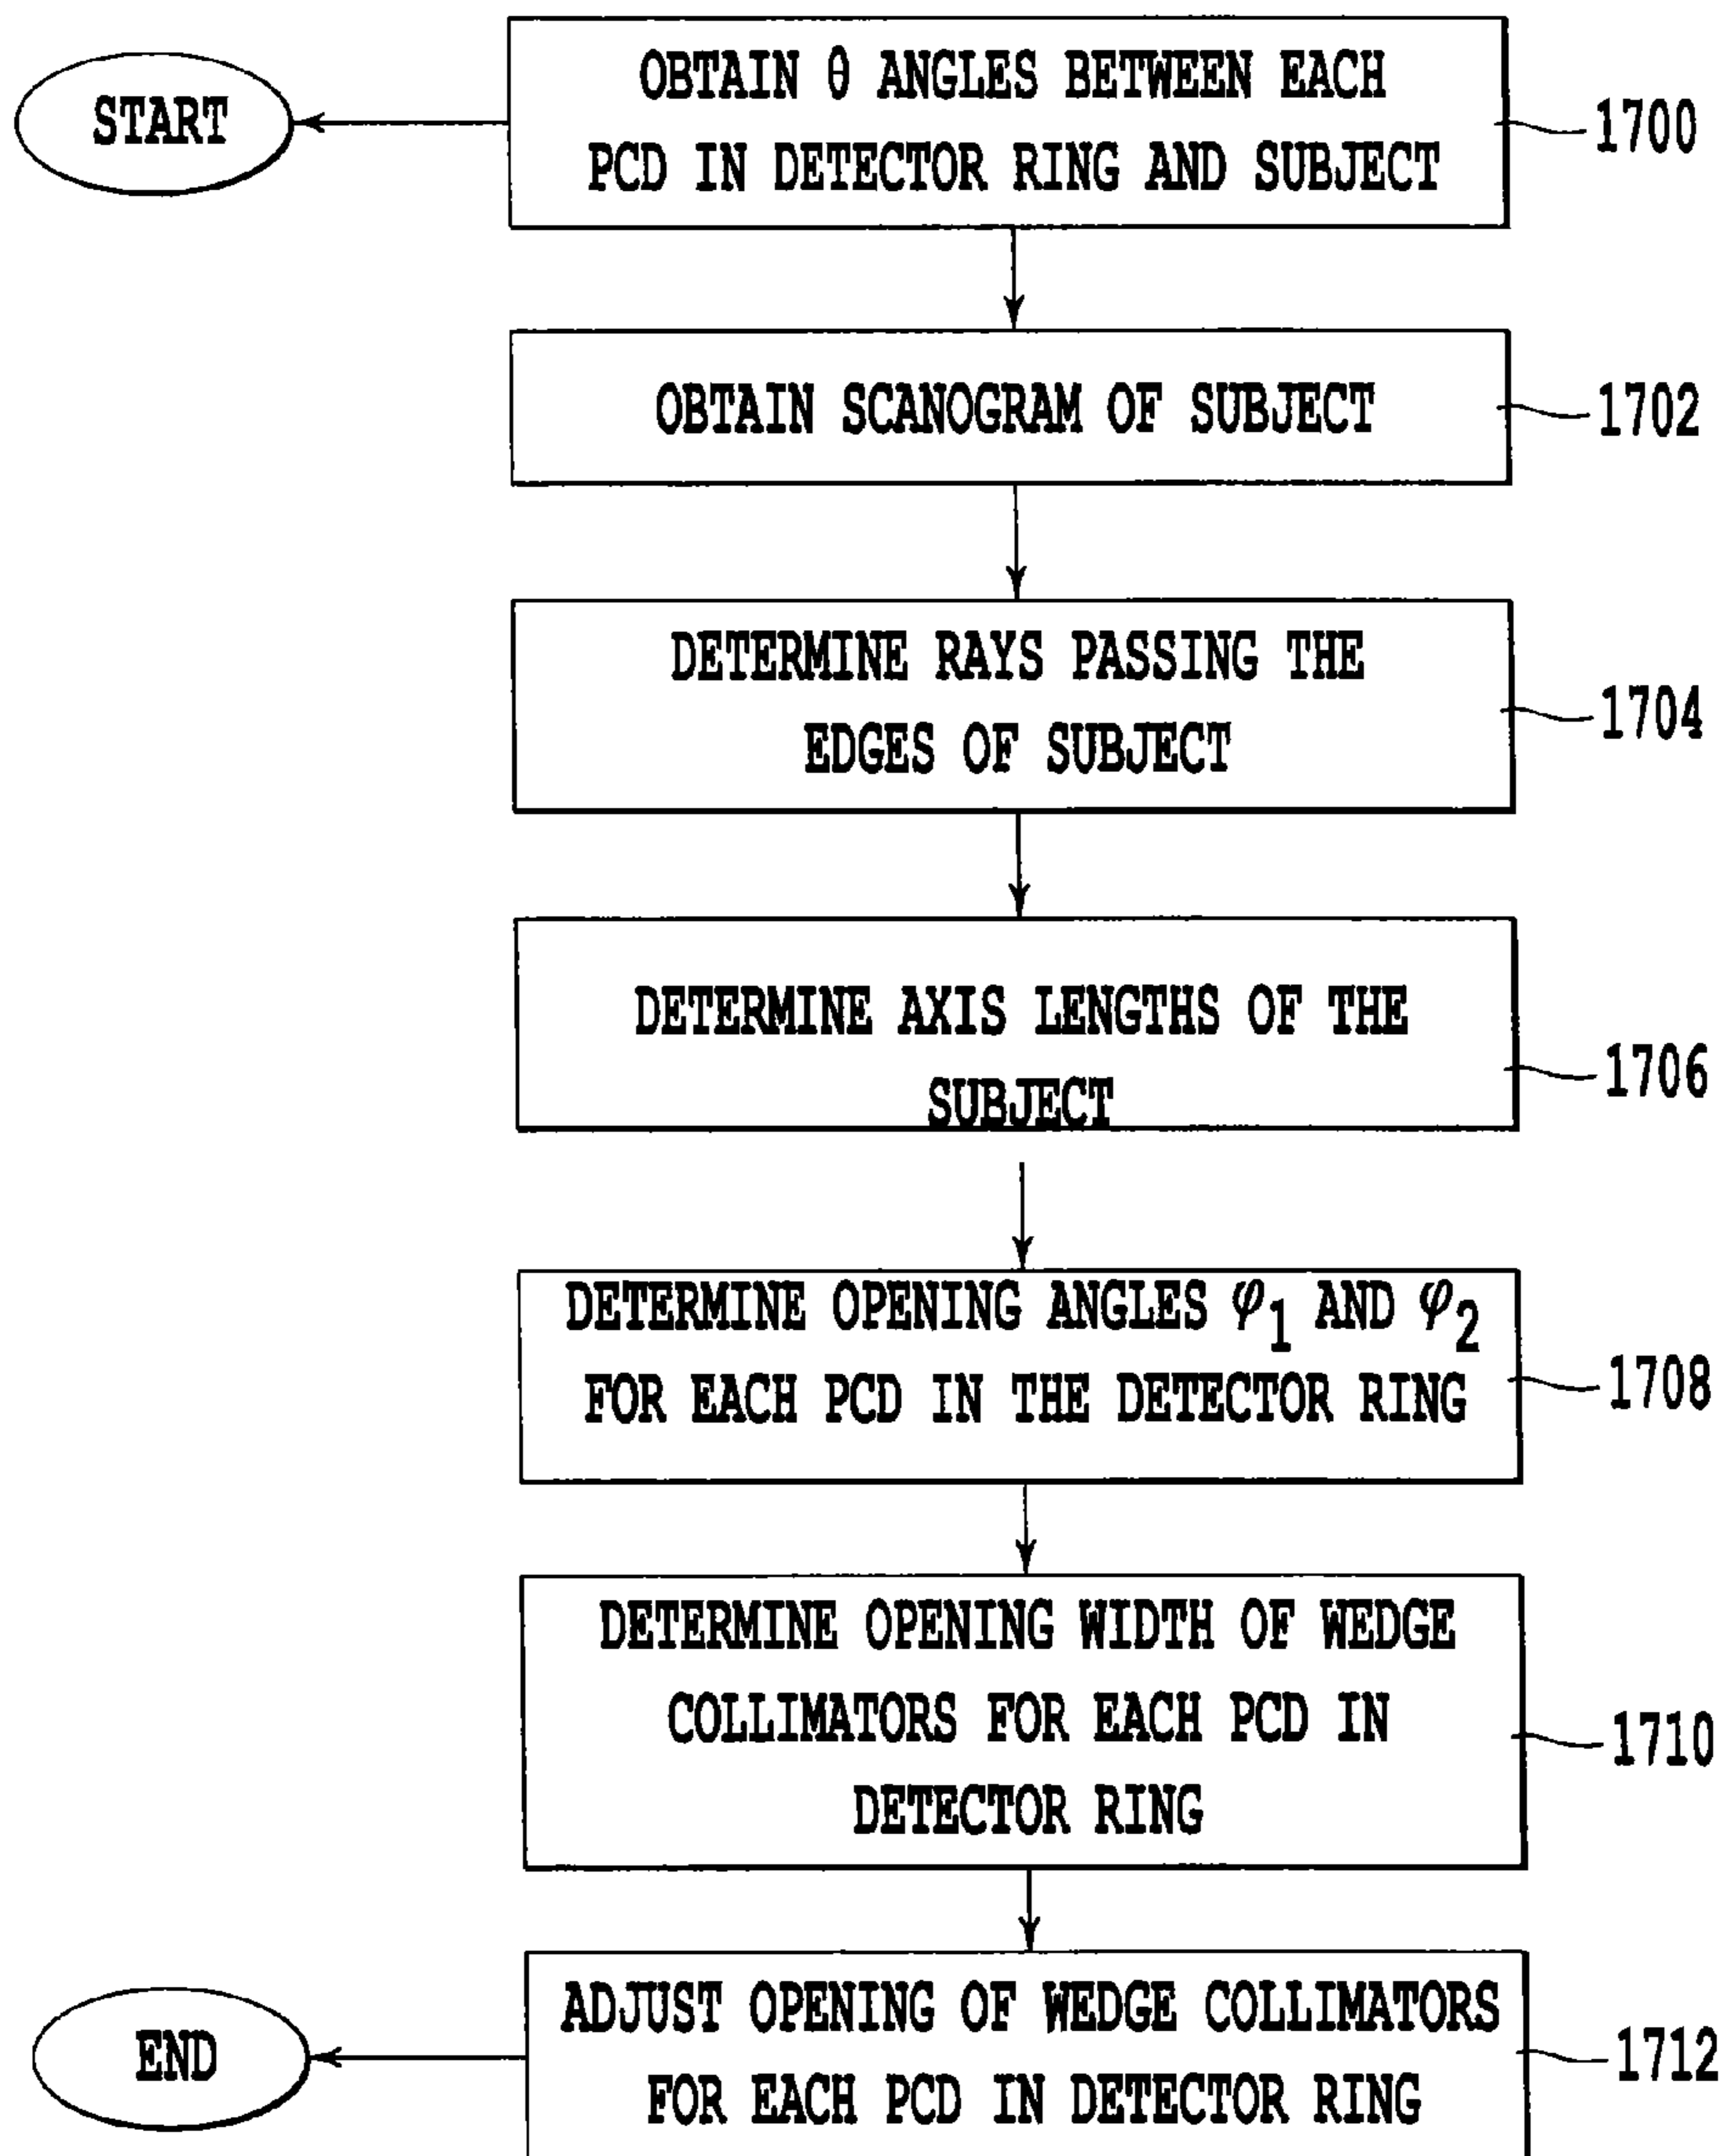 START
OBTAIN θ ANGLES BETWEEN EACH
PCD IN DETECTOR RING AND SUBJECT
1700
OBTAIN SCANOGRAM OF SUBJECT
1702
DETERMINE RAYS PASSING THE
EDGES OF SUBJECT
1704
DETERMINE AXIS LENGTHS OF THE
SUBJECT
1706
DETERMINE OPENING ANGLES φ1 AND φ2
FOR EACH PCD IN THE DETECTOR RING
1708
DETERMINE OPENING WIDTH OF WEDGE
COLLIMATORS FOR EACH PCD IN
DETECTOR RING
1710
ADJUST OPENING OF WEDGE COLLIMATORS
FOR EACH PCD IN DETECTOR RING
1712
END